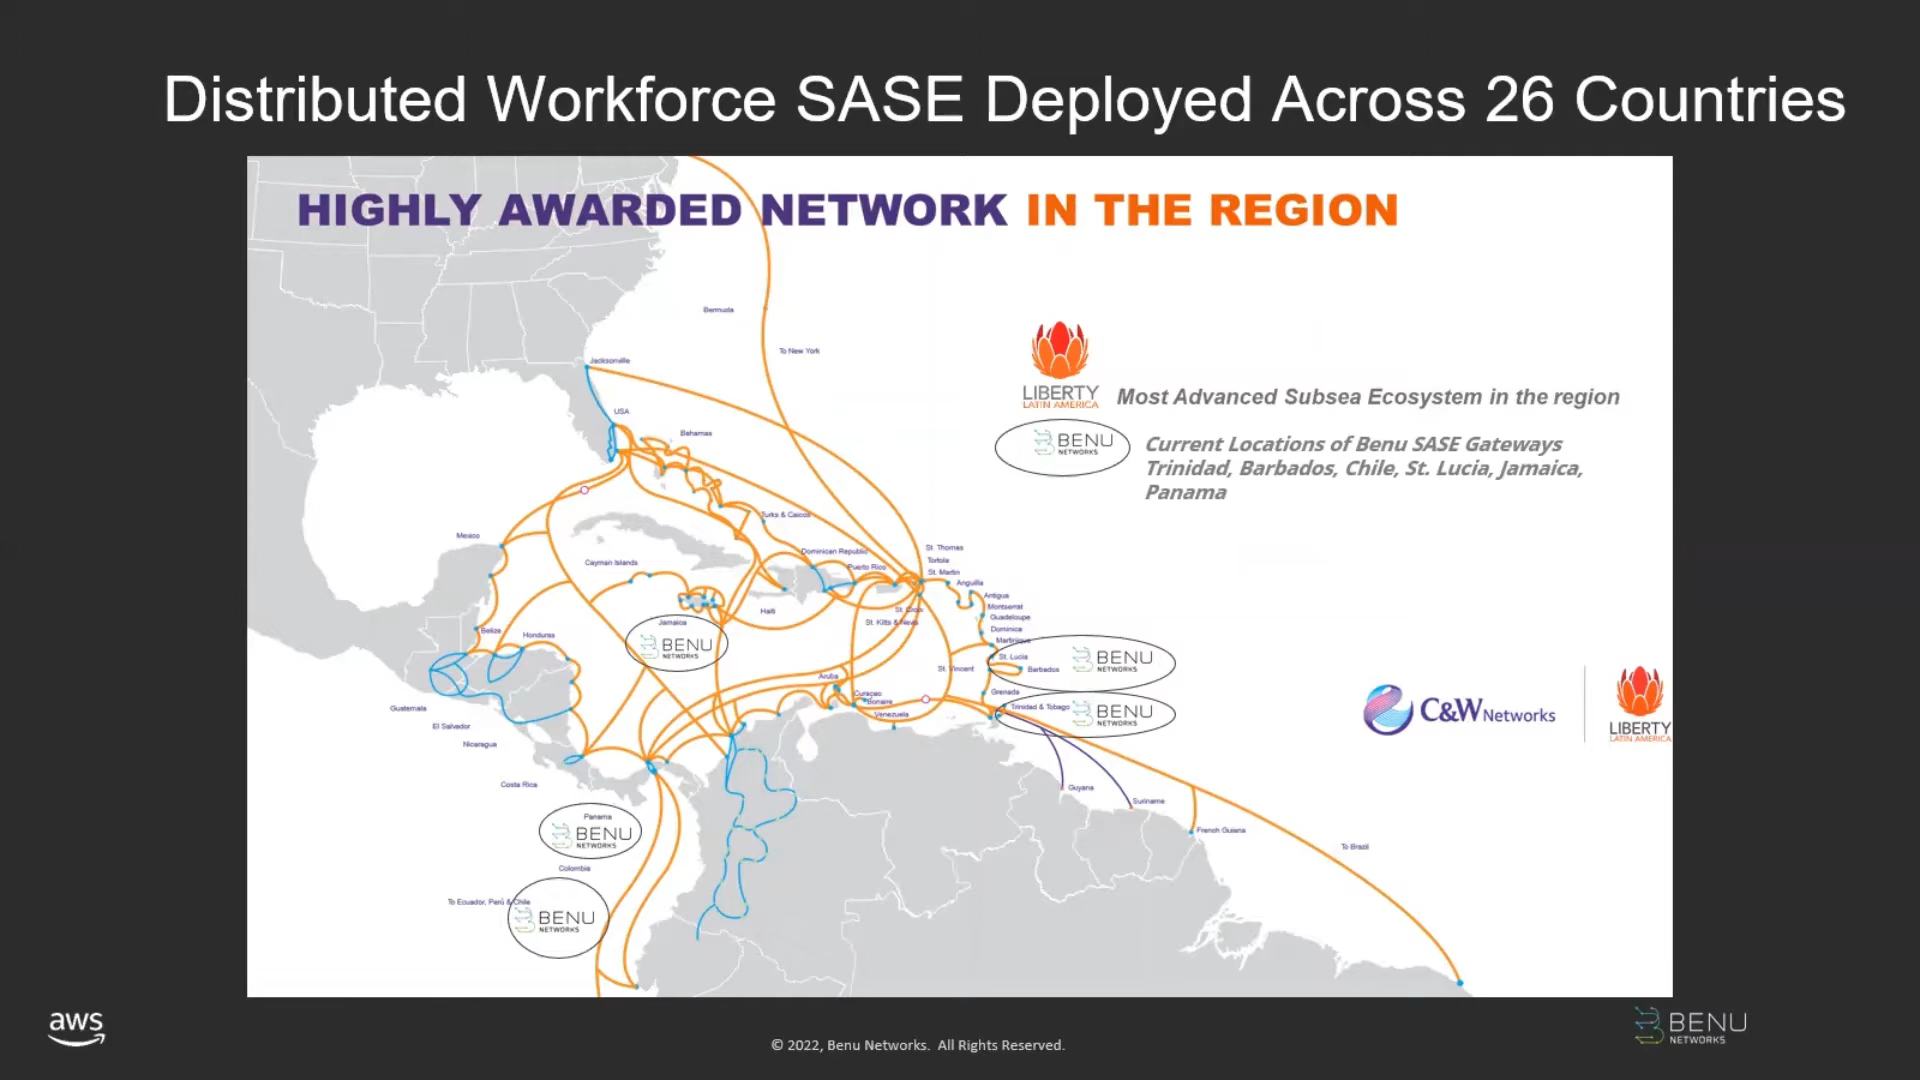 Distributed Workforce SASE Deployed Across 26 Countries
HIGHLY AWARDED NETWORK IN THE REGION
Bermuda
To New York
Jacksonville
USA
Bahamas
LIBERTY
LATIN AMERICA
Most Advanced Subsea Ecosystem in the region
BENU
NETWORKS
Current Locations of Benu SASE Gateways
Trinidad, Barbados, Chile, St. Lucia, Jamaica,
Panama
Turks & Caicos
Mexico
Cayman Islands
Dominican Republic
Puerto Rico
St. Thomas
Tortola
St. Martin
Anguilla
Antigua
Montserrat
Guadeloupe
Dominica
Martinique
Haiti
St. Croix
St. Kitts & Nevis
Jamaica
BENU
NETWORKS
Belize
Honduras
St. Lucia
Barbados
BENU
NETWORKS
St. Vincent
Grenada
Trinidad & Tobago
BENU
NETWORKS
Aruba
Curaçao
Bonaire
Venezuela
Guatemala
El Salvador
Nicaragua
Costa Rica
C&W Networks
LIBERTY
LATIN AMERICA
Guyana
Suriname
French Guiana
To Brazil
Panama
BENU
NETWORKS
Colombia
To Ecuador, Perú & Chile
BENU
NETWORKS
aws
© 2022, Benu Networks. All Rights Reserved.
BENU
NETWORKS